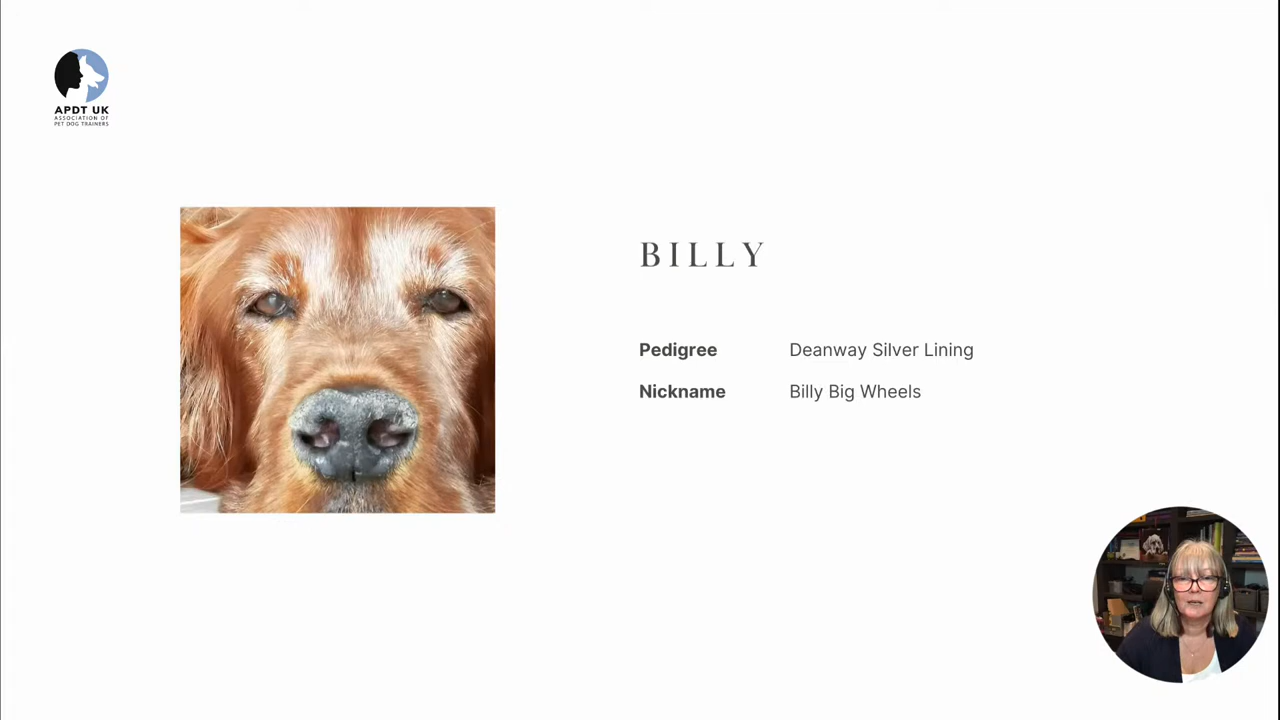 APDT UK
ASSOCIATION OF
PET DOG TRAINERS
BILLY
Pedigree Deanway Silver Lining
Nickname Billy Big Wheels